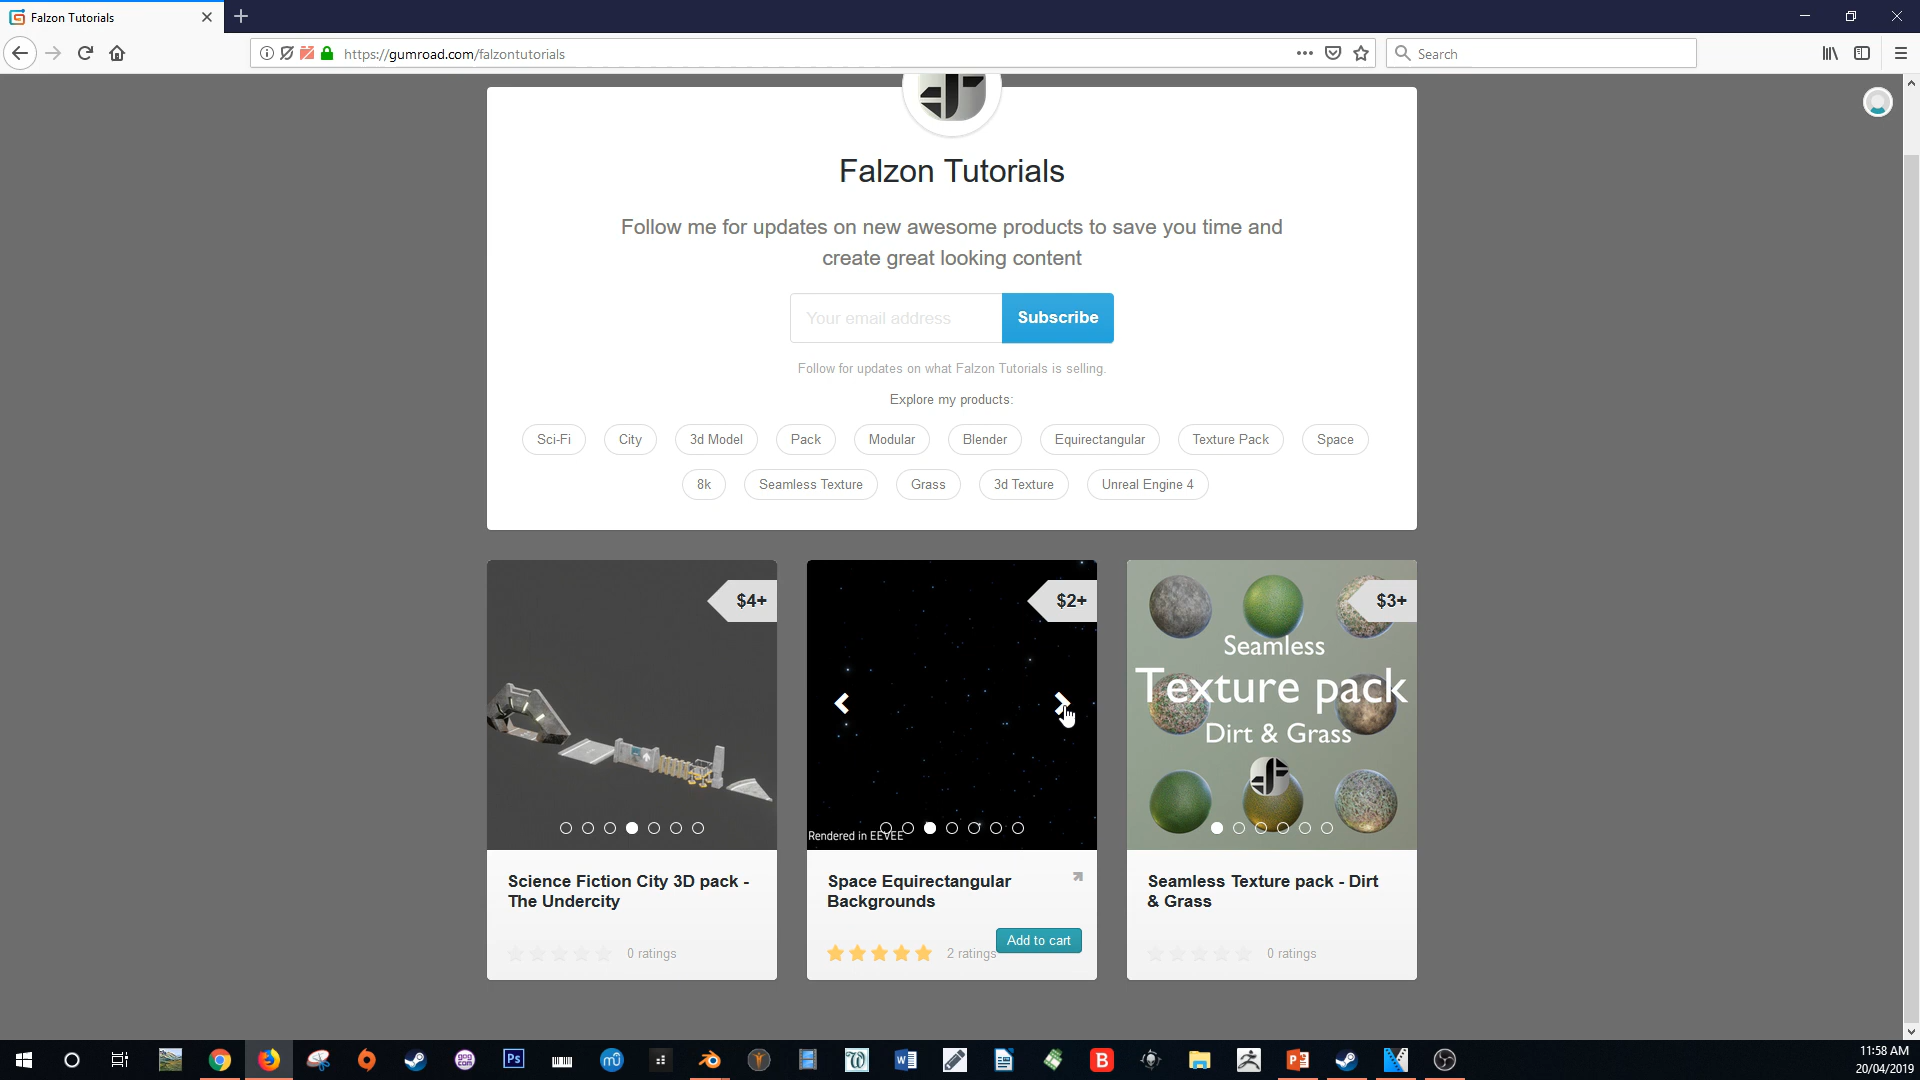 Falzon Tutorials
https://gumroad.com/falzontutorials
Search
Falzon Tutorials
Follow me for updates on new awesome products to save you time and
create great looking content
Your email address
Subscribe
Follow for updates on what Falzon Tutorials is selling.
Explore my products:
Sci-Fi City 3d Model Pack Modular Blender Equirectangular Texture Pack Space
8k Seamless Texture Grass 3d Texture Unreal Engine 4
$4+
$2+
Rendered in EEVEE
$3+
Seamless
Texture pack
Dirt & Grass
Science Fiction City 3D pack -
The Undercity
0 ratings
Space Equirectangular
Backgrounds
2 ratings
Add to cart
Seamless Texture pack - Dirt
& Grass
0 ratings
11:58 AM
20/04/2019